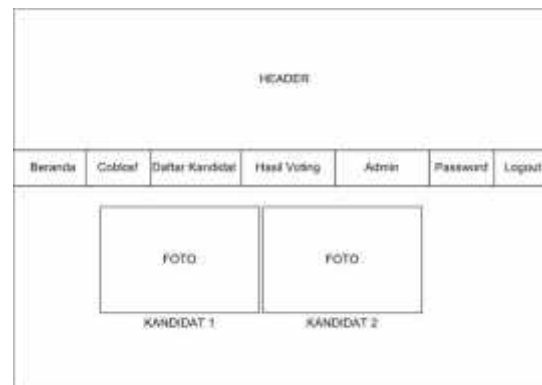 HEADER
Beranda Coblos! Daftar Kandidat Hasil Voting Admin Password Logout
FOTO FOTO
KANDIDAT 1 KANDIDAT 2